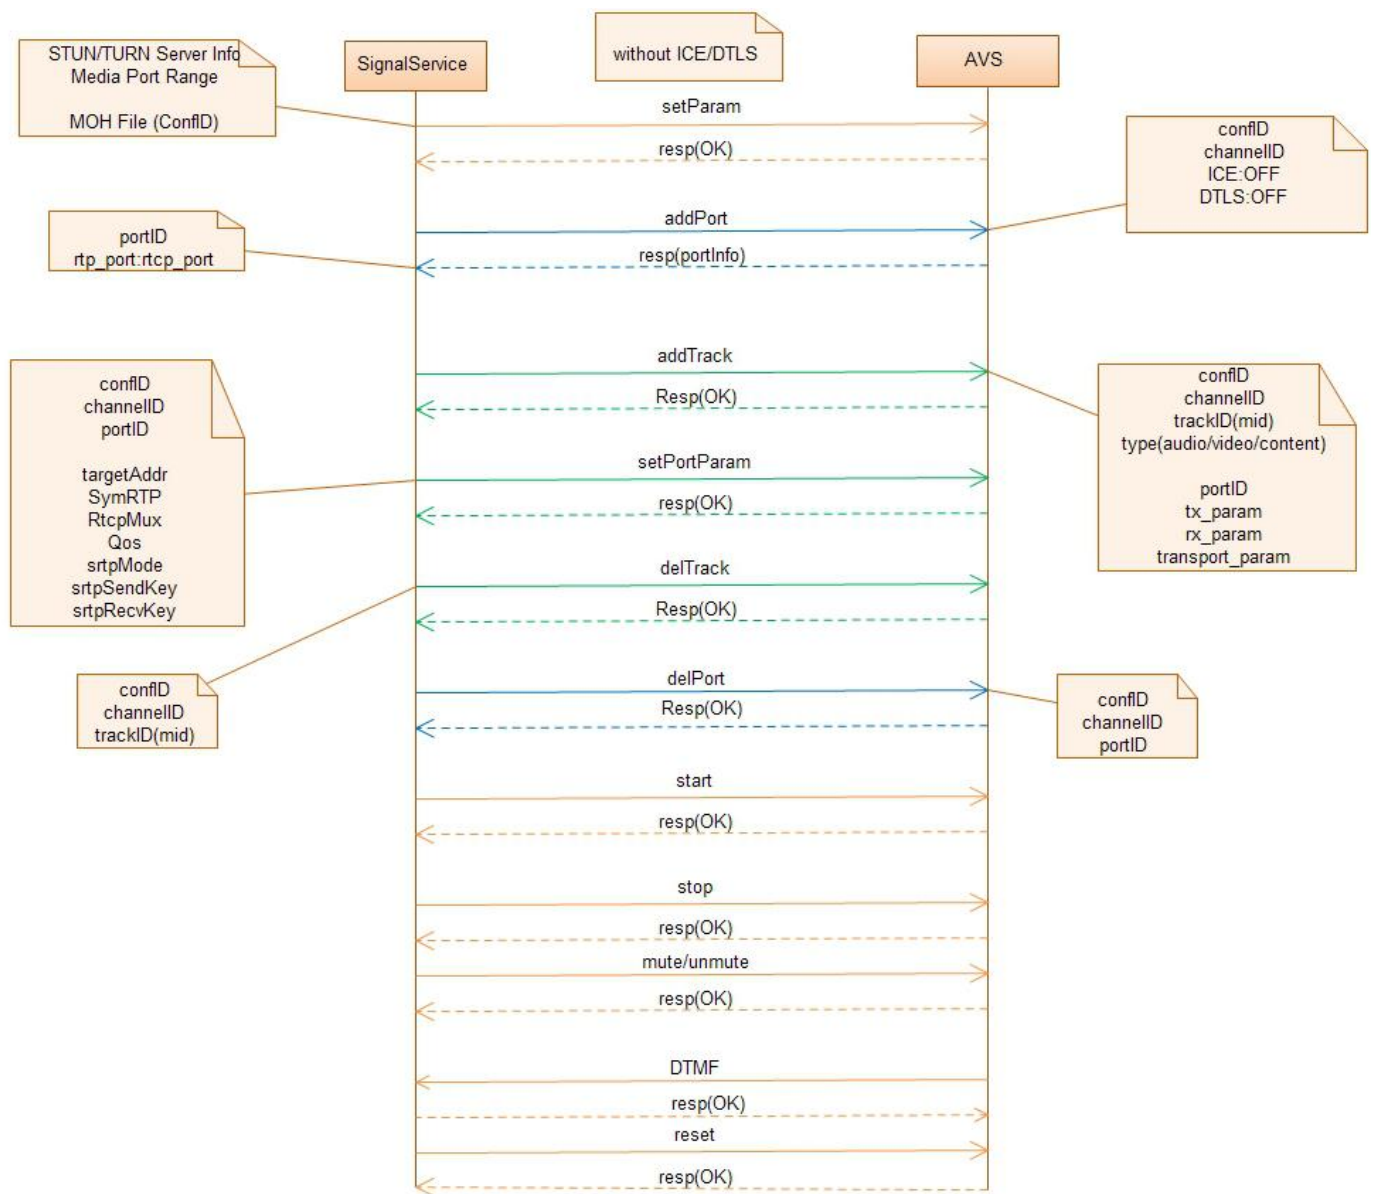 STUN/TURN Server Info
Media Port Range
MOH File (ConfID)
SignalService
without ICE/DTLS
AVS
setParam
resp(OK)
confID
channelID
ICE:OFF
DTLS:OFF
addPort
portID
rtp_port:rtcp_port
resp(portInfo)
addTrack
Resp(OK)
confID
channelID
portID
targetAddr
SymRTP
RtcpMux
Qos
srtpMode
srtpSendKey
srtpRecvKey
confID
channelID
trackID(mid)
type(audio/video/content)
portID
tx_param
rx_param
transport_param
setPortParam
resp(OK)
delTrack
Resp(OK)
confID
channelID
trackID(mid)
delPort
Resp(OK)
confID
channelID
portID
start
resp(OK)
stop
resp(OK)
mute/unmute
resp(OK)
DTMF
resp(OK)
reset
resp(OK)